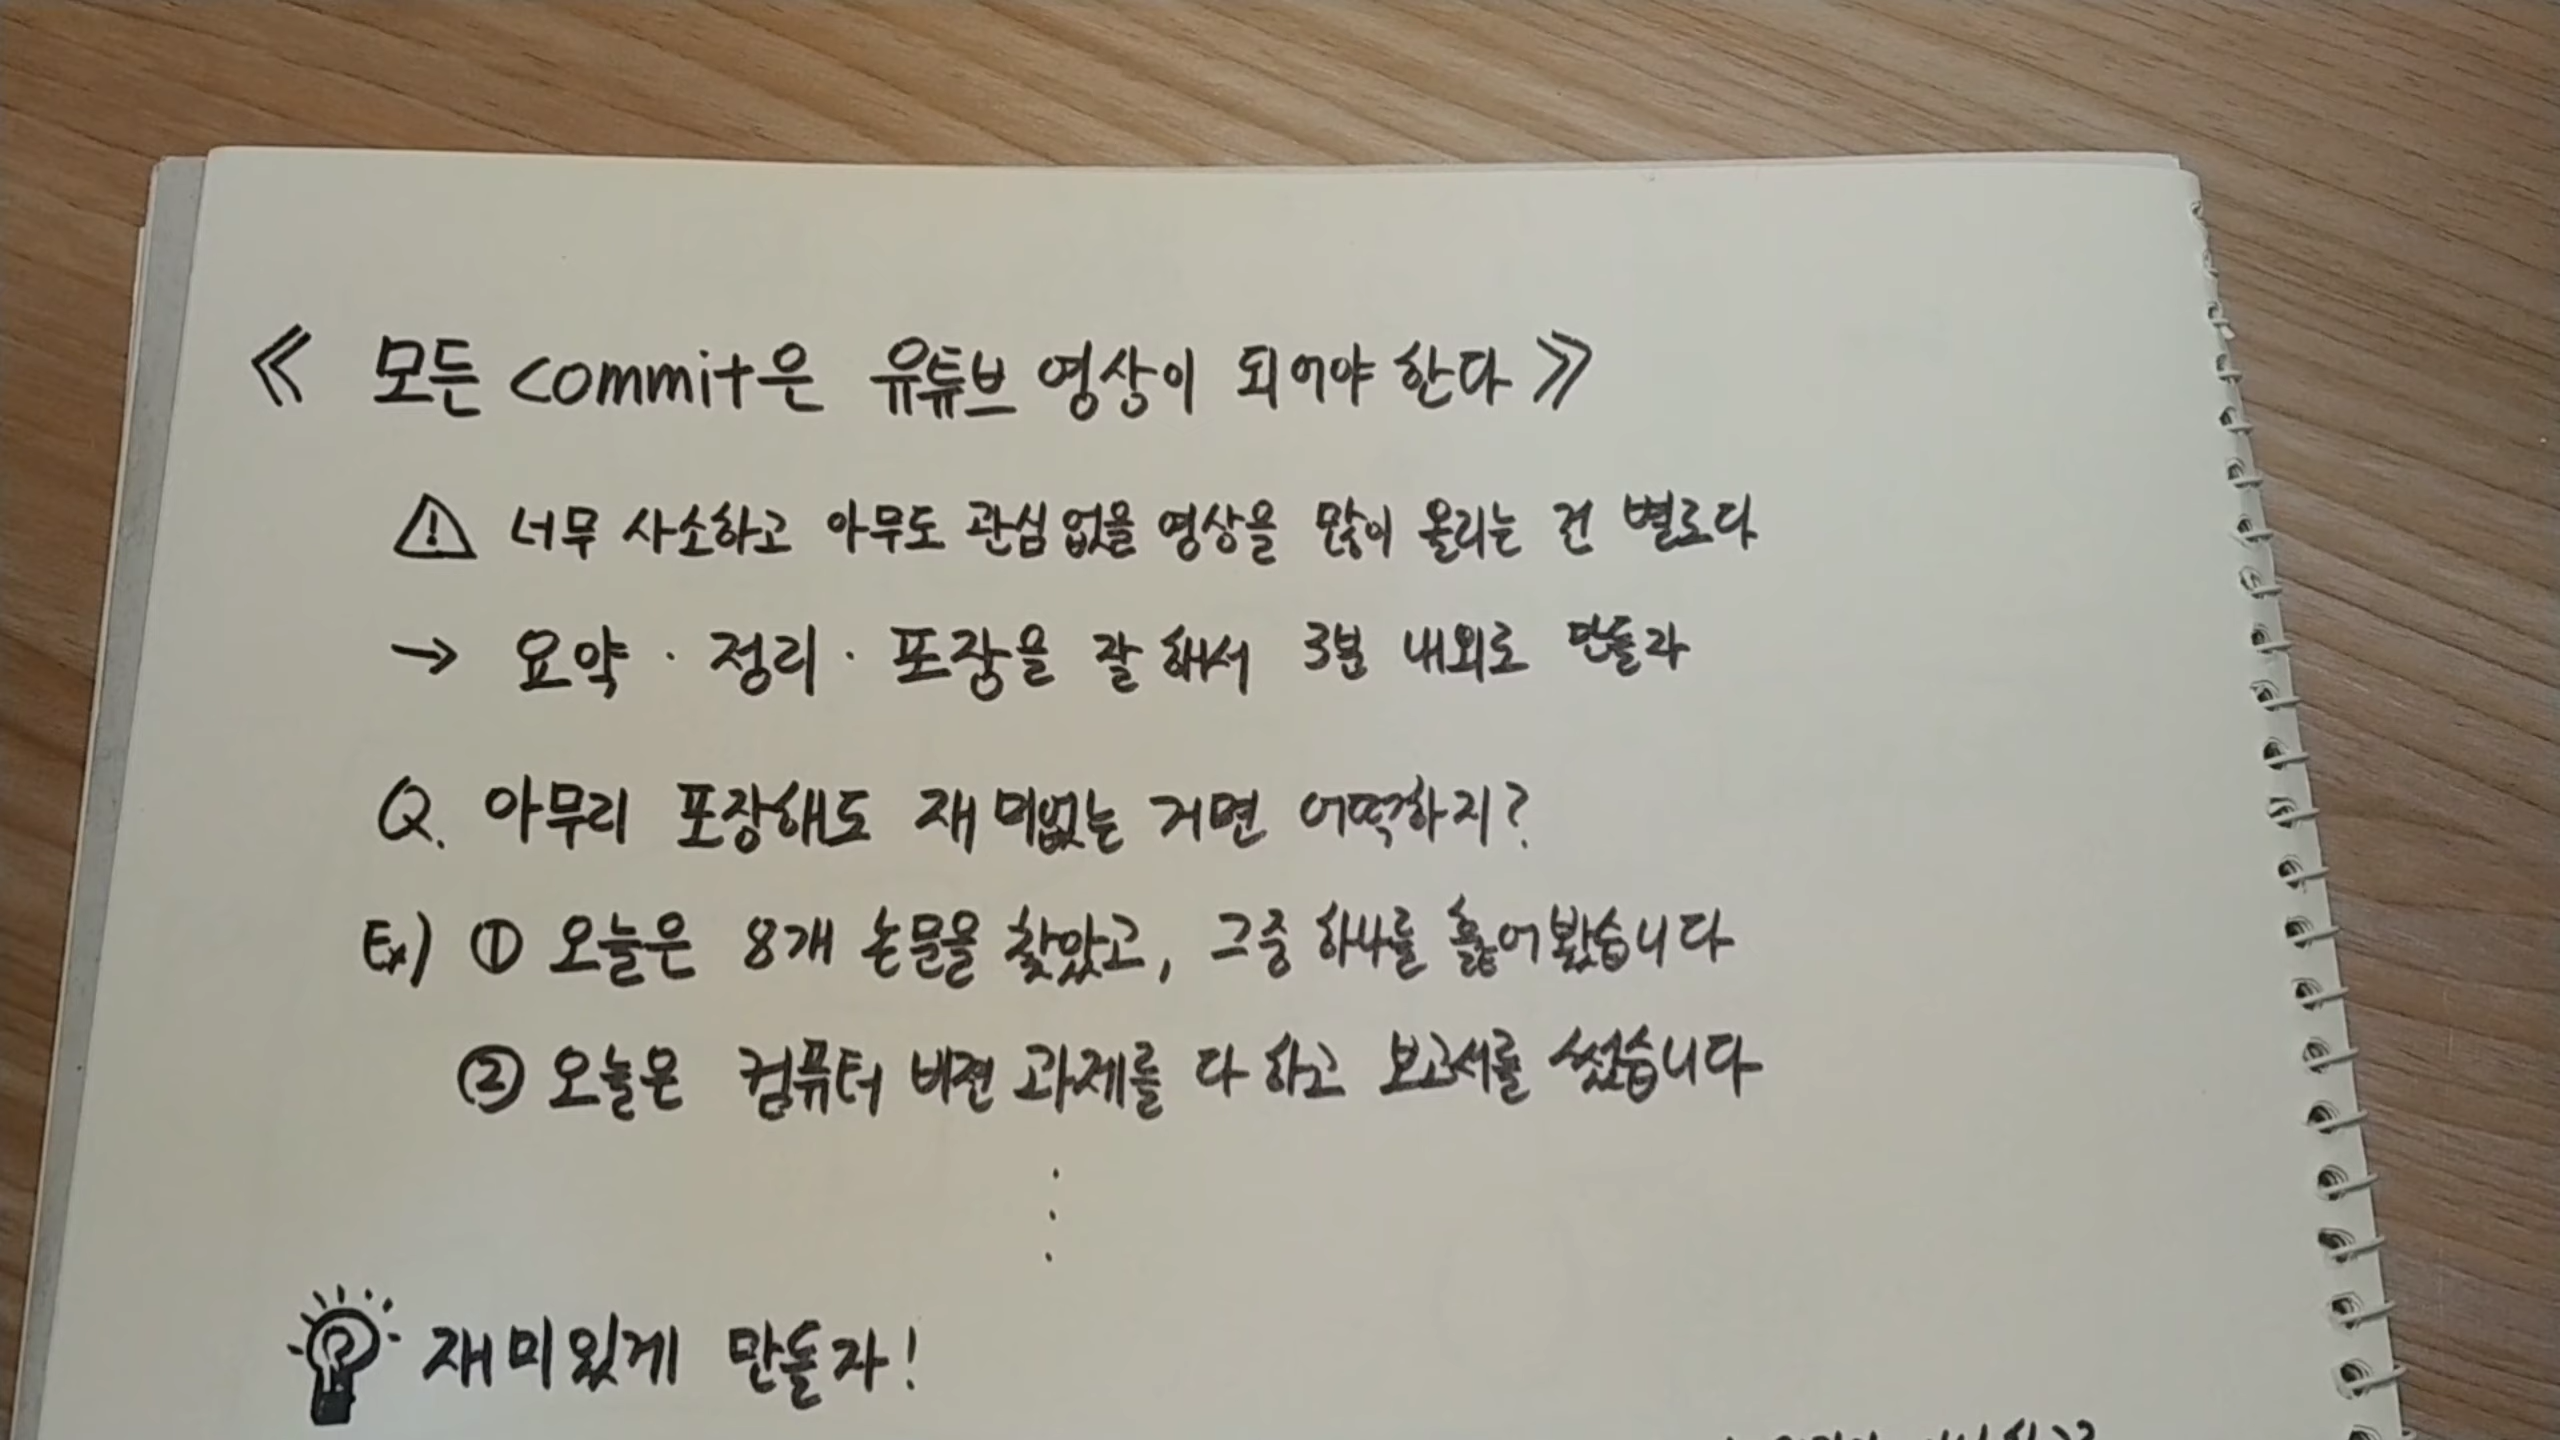 《 모든 commit은 유튜브 영상이 되어야 한다 》
⚠ 너무 사소하고 아무도 관심 없을 영상을 많이 올리는 건 별로다
→ 요약 · 정리 · 포장을 잘 해서 3분 내외로 만들자
Q. 아무리 포장해도 재미없는 거면 어떡하지?
Ex) ① 오늘은 8개 논문을 찾았고, 그중 하나를 훑어봤습니다
② 오늘은 컴퓨터 비전 과제를 다 하고 보고서를 썼습니다
재미있게 만들자!